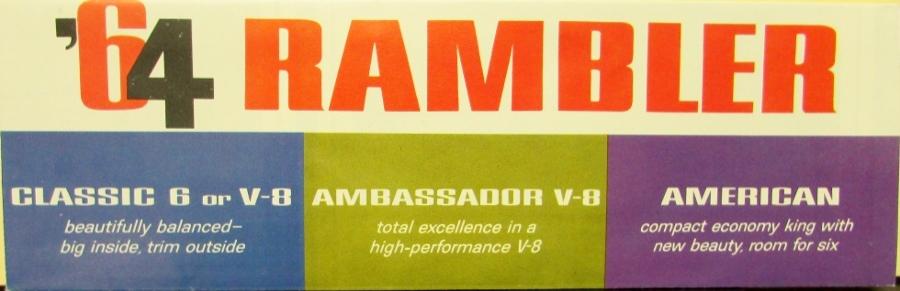 '64 RAMBLER
CLASSIC 6 or V-8
beautifully balanced–
big inside, trim outside
AMBASSADOR V-8
total excellence in a
high-performance V-8
AMERICAN
compact economy king with
new beauty, room for six